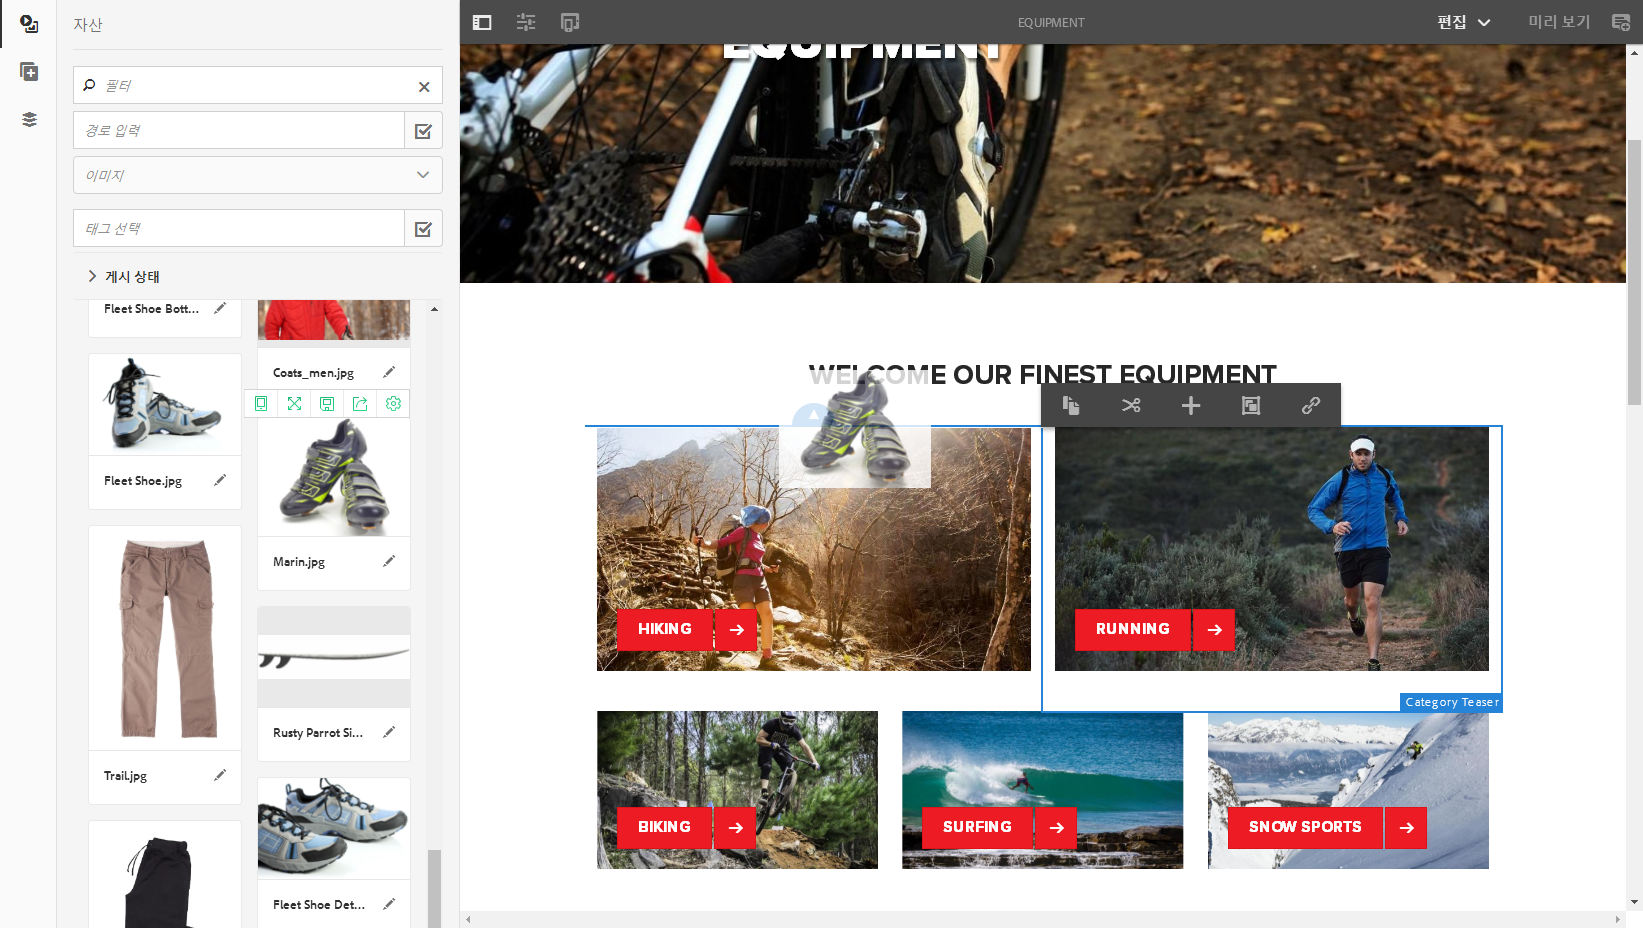 자산
필터
경로 입력
이미지
태그 선택
게시 상태
Fleet Shoe Bott...
Coats_men.jpg
Fleet Shoe.jpg
Marin.jpg
Trail.jpg
Rusty Parrot Si...
Fleet Shoe Det...
EQUIPMENT
편집
미리 보기
EQUIPMENT
WELCOME OUR FINEST EQUIPMENT
HIKING
RUNNING
Category Teaser
BIKING
SURFING
SNOW SPORTS